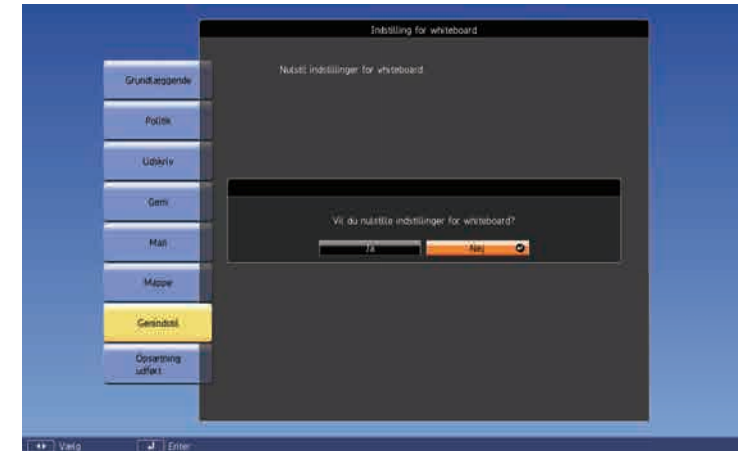 Indstilling for whiteboard
Nulstil indstillinger for whiteboard.
Grundlæggende
Politik
Udskriv
Gem
Mail
Mappe
Genindstil
Opsætning
udført
Vil du nulstille indstillinger for whiteboard?
Ja
Nej
Vælg
Enter